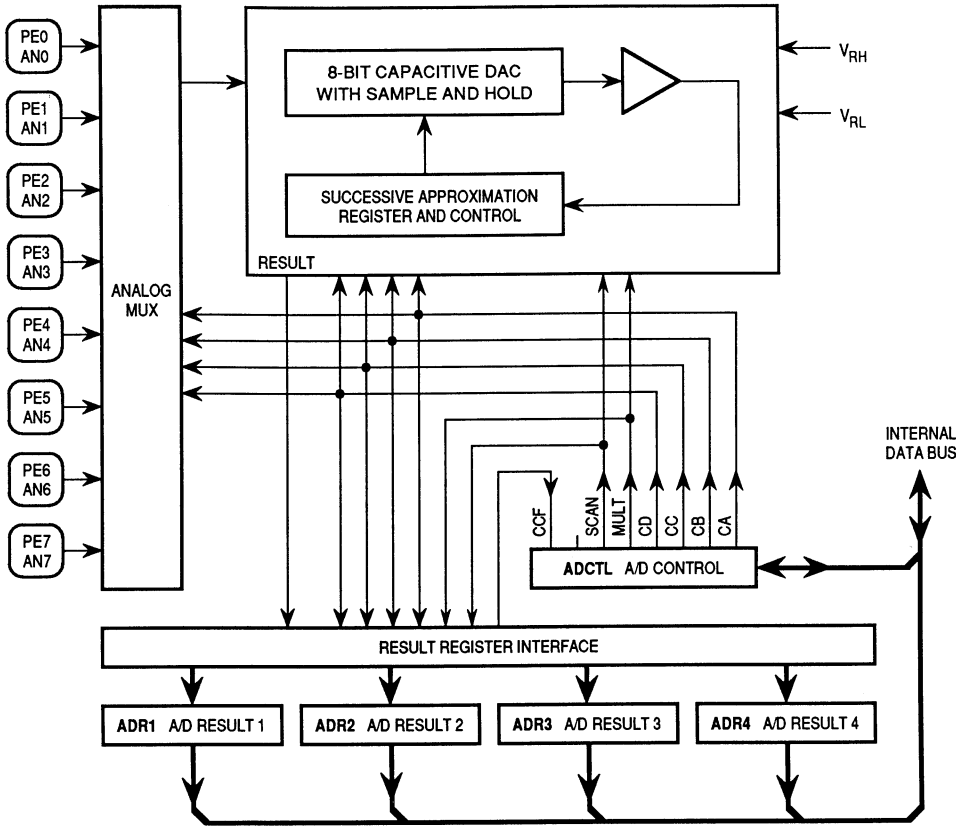 PE0
AN0
PE1
AN1
PE2
AN2
PE3
AN3
PE4
AN4
PE5
AN5
PE6
AN6
PE7
AN7
ANALOG
MUX
8-BIT CAPACITIVE DAC
WITH SAMPLE AND HOLD
SUCCESSIVE APPROXIMATION
REGISTER AND CONTROL
RESULT
VRH
VRL
INTERNAL
DATA BUS
CCF
SCAN
MULT
CD
CC
CB
CA
ADCTL A/D CONTROL
RESULT REGISTER INTERFACE
ADR1 A/D RESULT 1
ADR2 A/D RESULT 2
ADR3 A/D RESULT 3
ADR4 A/D RESULT 4